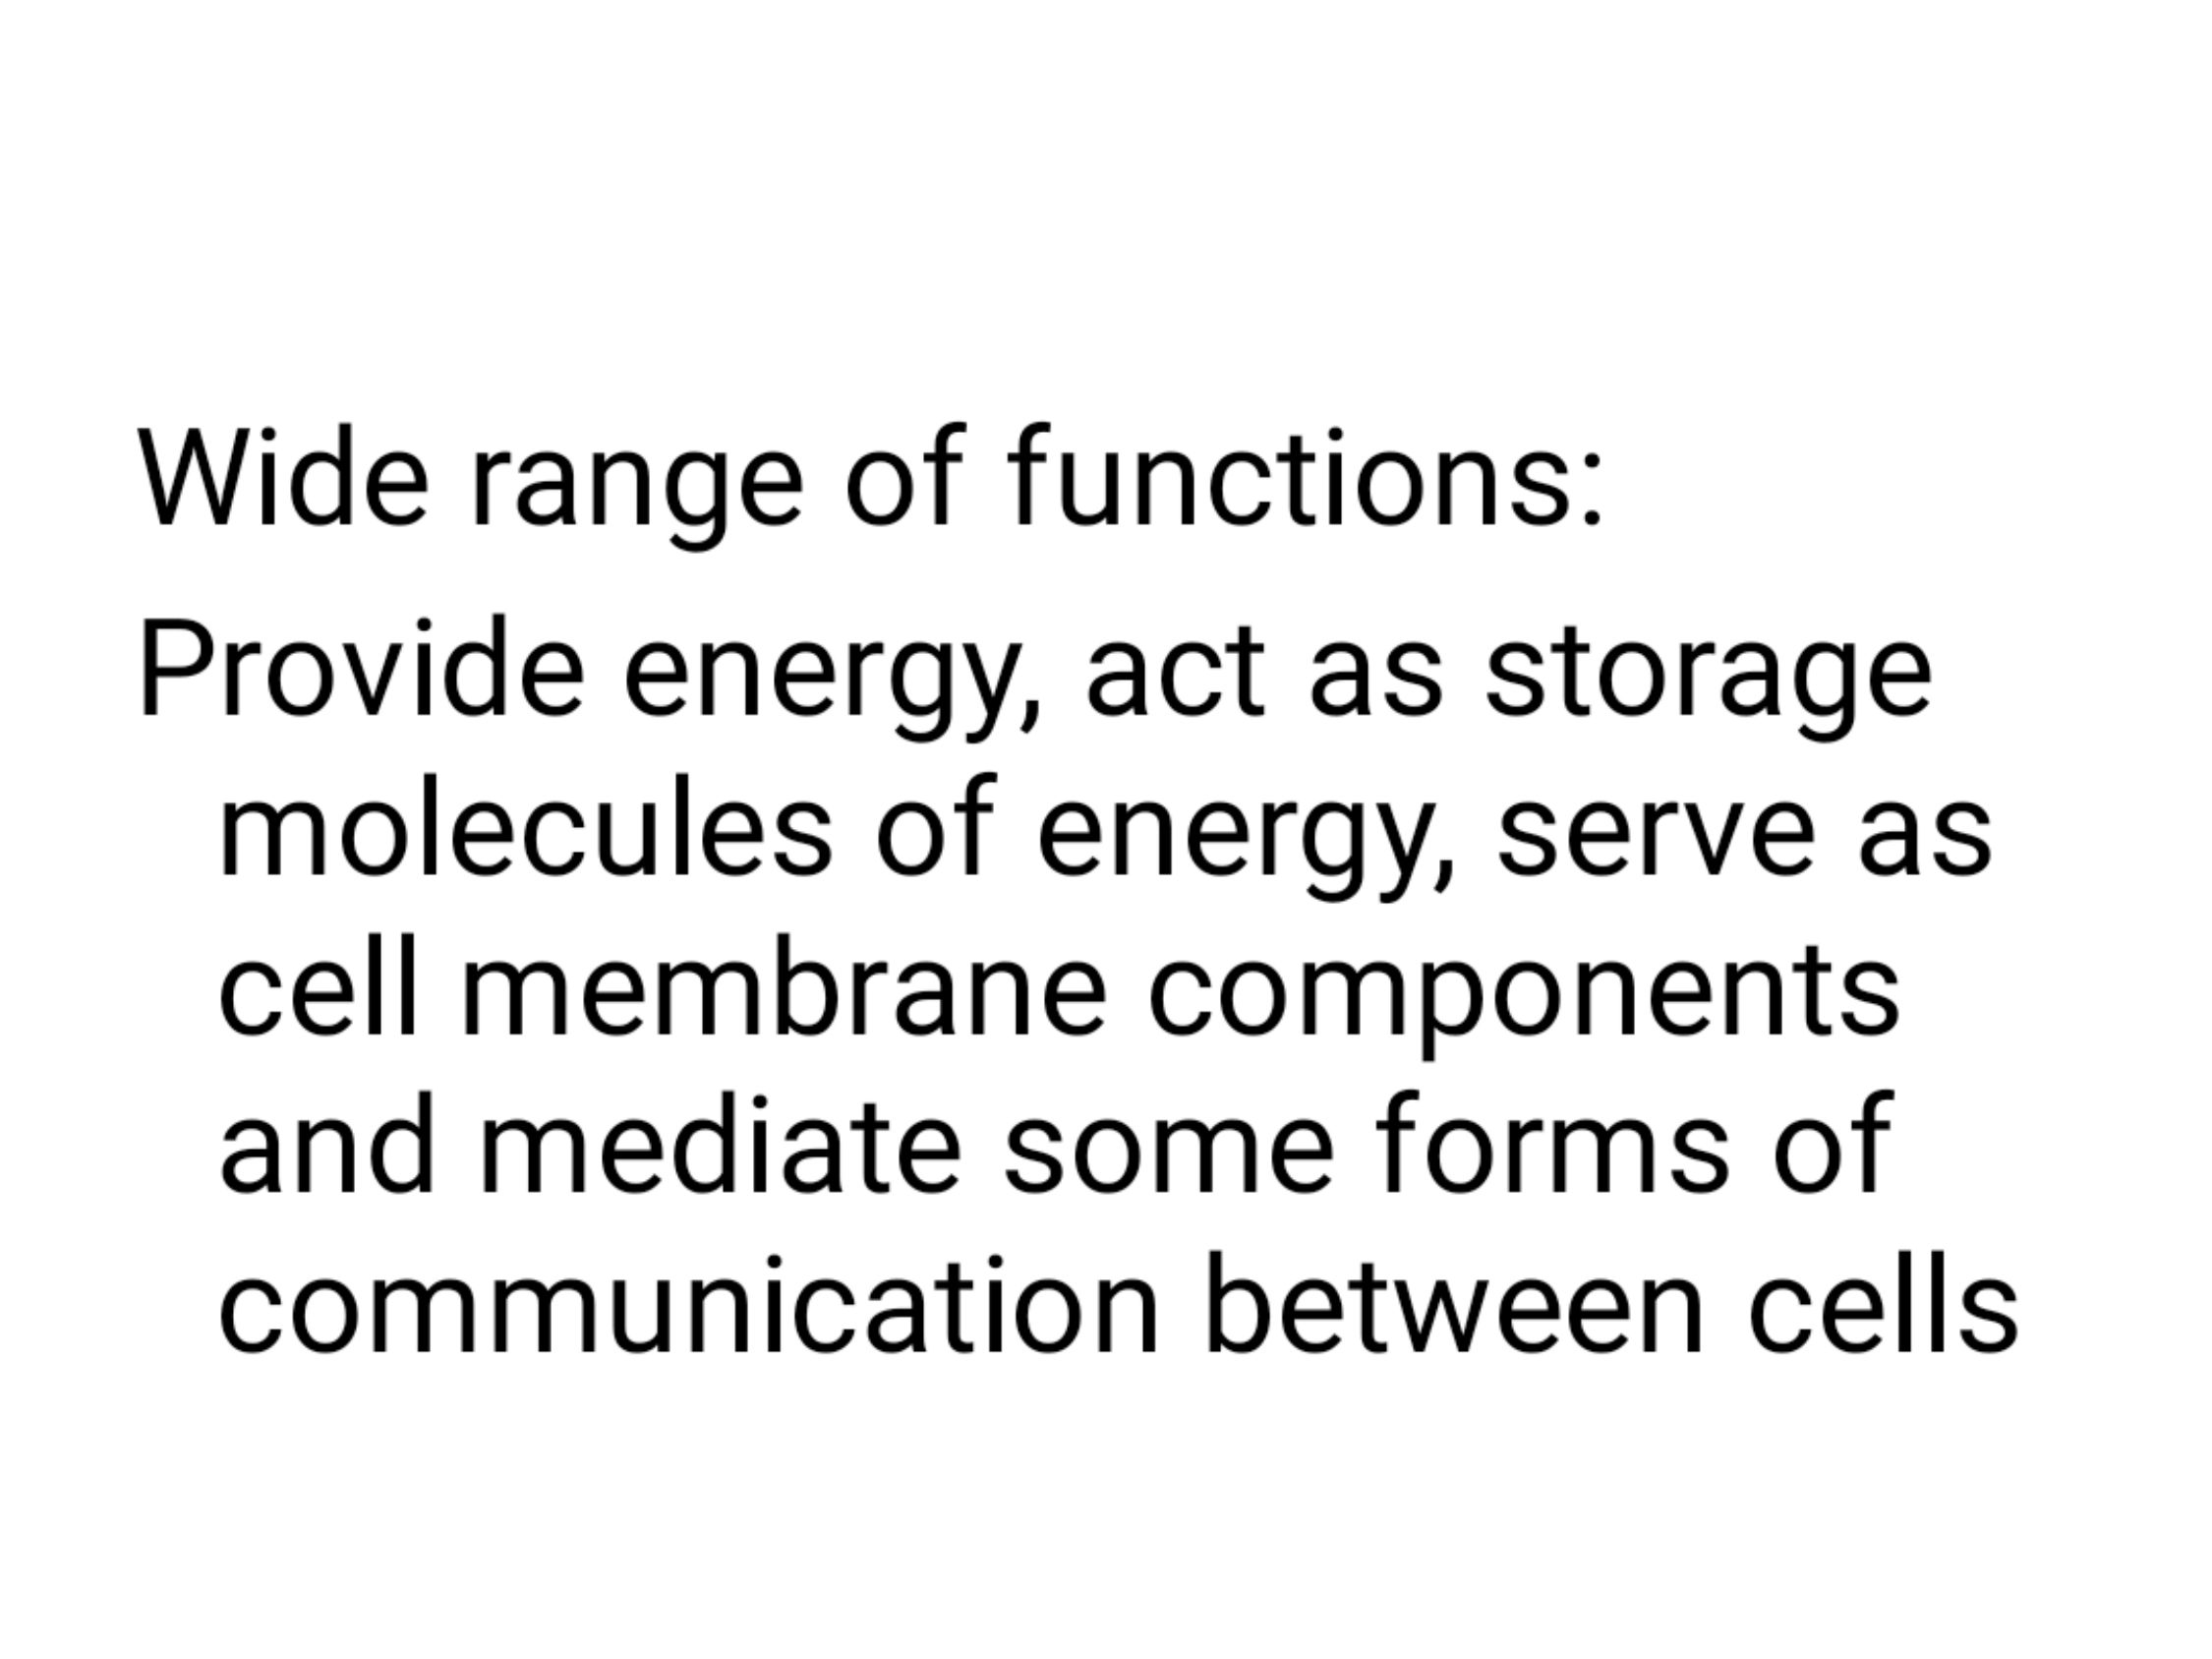 Wide range of functions:
Provide energy, act as storage
molecules of energy, serve as
cell membrane components
and mediate some forms of
communication between cells